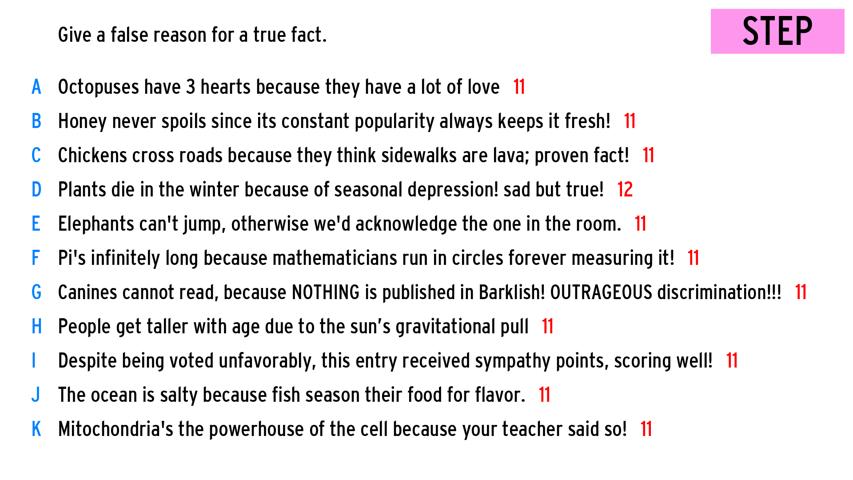 Give a false reason for a true fact.
STEP
A Octopuses have 3 hearts because they have a lot of love 11
B Honey never spoils since its constant popularity always keeps it fresh! 11
C Chickens cross roads because they think sidewalks are lava; proven fact! 11
D Plants die in the winter because of seasonal depression! sad but true! 12
E Elephants can't jump, otherwise we'd acknowledge the one in the room. 11
F Pi's infinitely long because mathematicians run in circles forever measuring it! 11
G Canines cannot read, because NOTHING is published in Barklish! OUTRAGEOUS discrimination!!! 11
H People get taller with age due to the sun’s gravitational pull 11
I Despite being voted unfavorably, this entry received sympathy points, scoring well! 11
J The ocean is salty because fish season their food for flavor. 11
K Mitochondria's the powerhouse of the cell because your teacher said so! 11